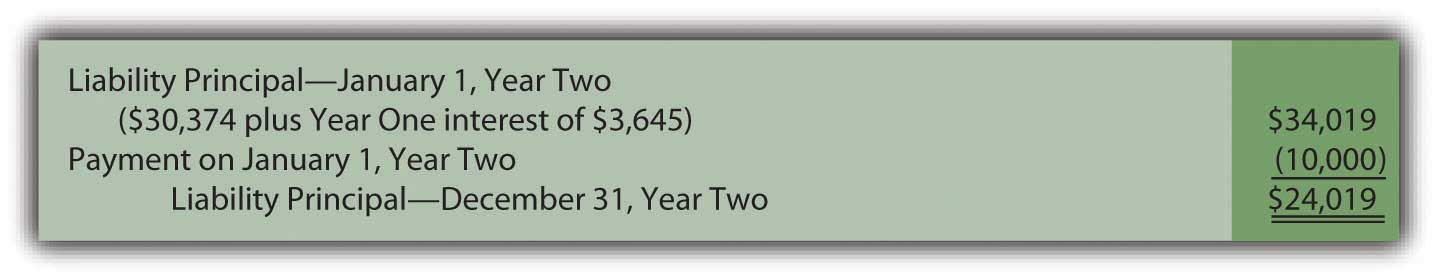 Liability Principal—January 1, Year Two
($30,374 plus Year One interest of $3,645) $34,019
Payment on January 1, Year Two (10,000)
Liability Principal—December 31, Year Two $24,019